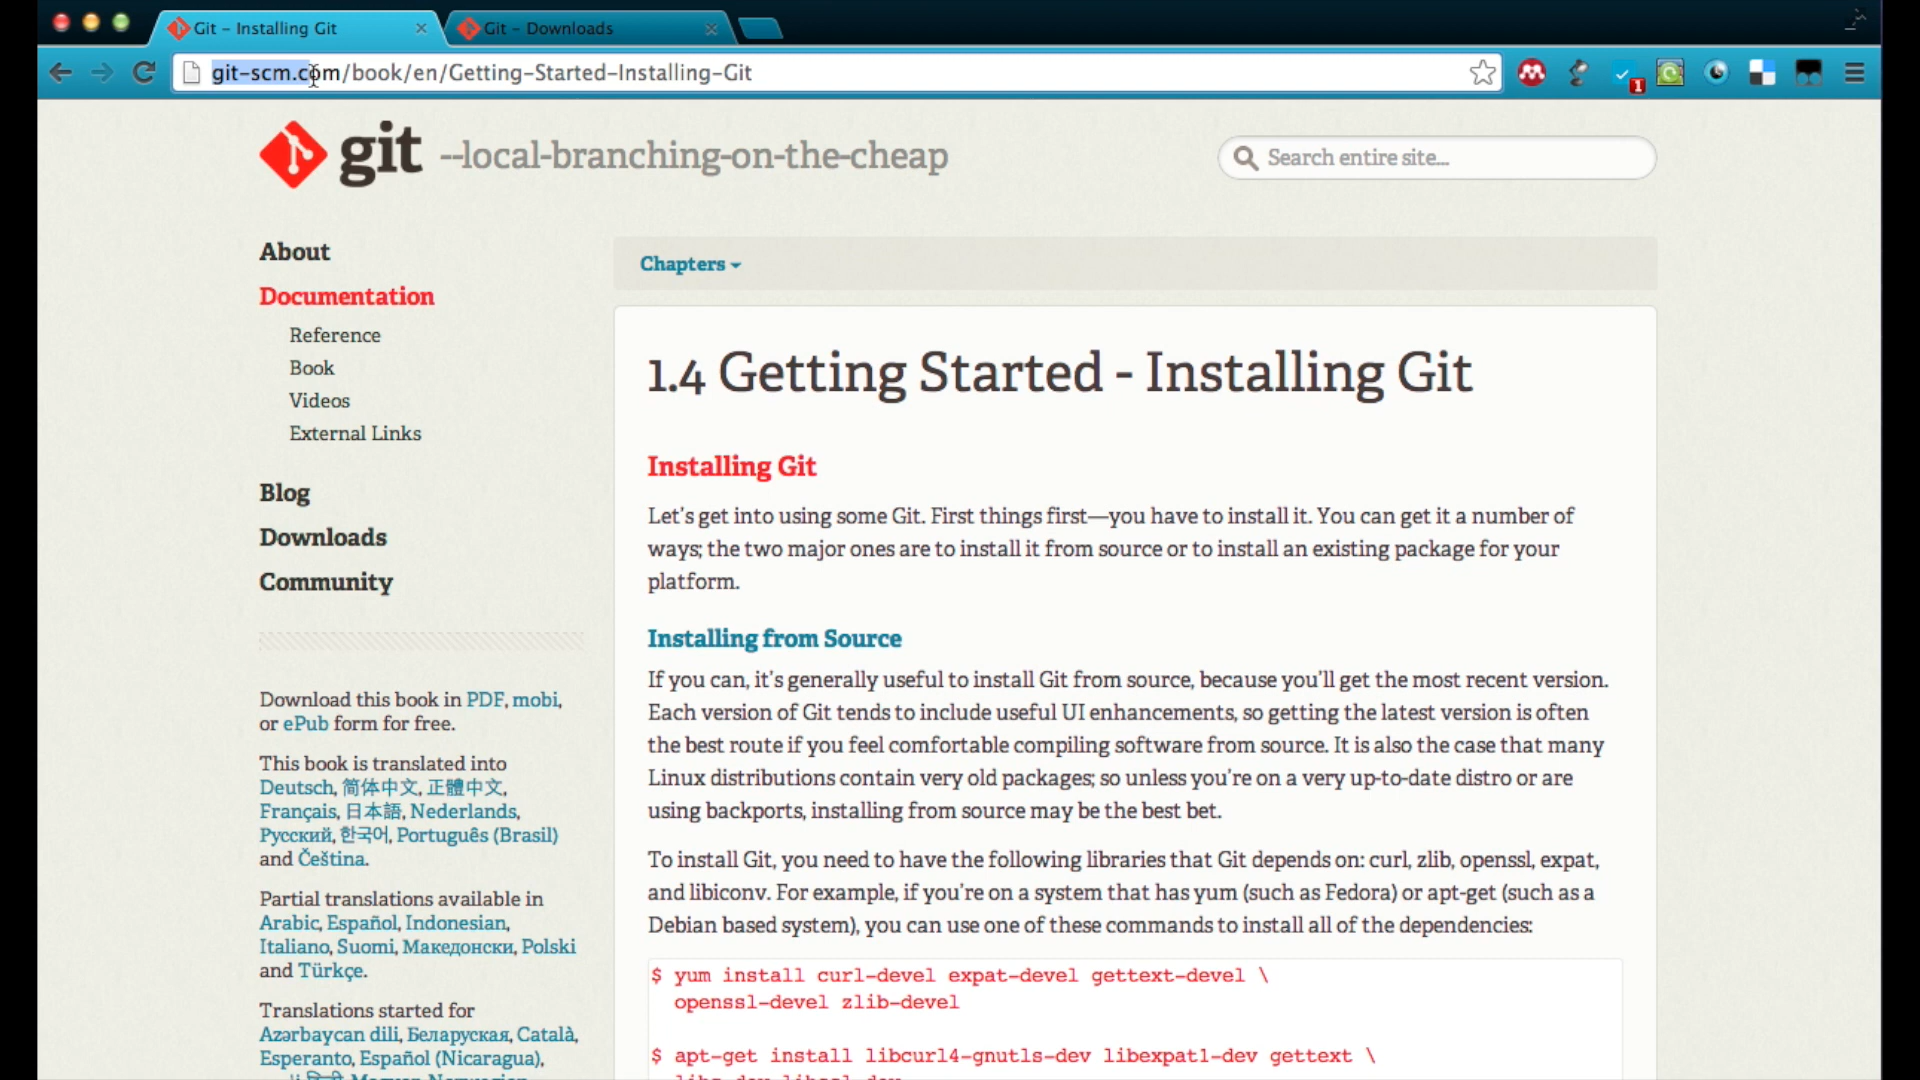 Git – Installing Git
Git – Downloads
git-scm.com/book/en/Getting-Started-Installing-Git
1
git --local-branching-on-the-cheap
Search entire site...
About
Documentation
Reference
Book
Videos
External Links
Blog
Downloads
Community
Download this book in PDF, mobi,
or ePub form for free.
This book is translated into
Deutsch, 简体中文, 正體中文,
Français, 日本語, Nederlands,
Русский, 한국어, Português (Brasil)
and Čeština.
Partial translations available in
Arabic, Español, Indonesian,
Italiano, Suomi, Македонски, Polski
and Türkçe.
Translations started for
Azərbaycan dili, Беларуская, Català,
Esperanto, Español (Nicaragua),
Chapters
1.4 Getting Started - Installing Git
Installing Git
Let's get into using some Git. First things first—you have to install it. You can get it a number of
ways; the two major ones are to install it from source or to install an existing package for your
platform.
Installing from Source
If you can, it's generally useful to install Git from source, because you'll get the most recent version.
Each version of Git tends to include useful UI enhancements, so getting the latest version is often
the best route if you feel comfortable compiling software from source. It is also the case that many
Linux distributions contain very old packages; so unless you're on a very up-to-date distro or are
using backports, installing from source may be the best bet.
To install Git, you need to have the following libraries that Git depends on: curl, zlib, openssl, expat,
and libiconv. For example, if you're on a system that has yum (such as Fedora) or apt-get (such as a
Debian based system), you can use one of these commands to install all of the dependencies:
$ yum install curl-devel expat-devel gettext-devel \
openssl-devel zlib-devel
$ apt-get install libcurl4-gnutls-dev libexpat1-dev gettext \